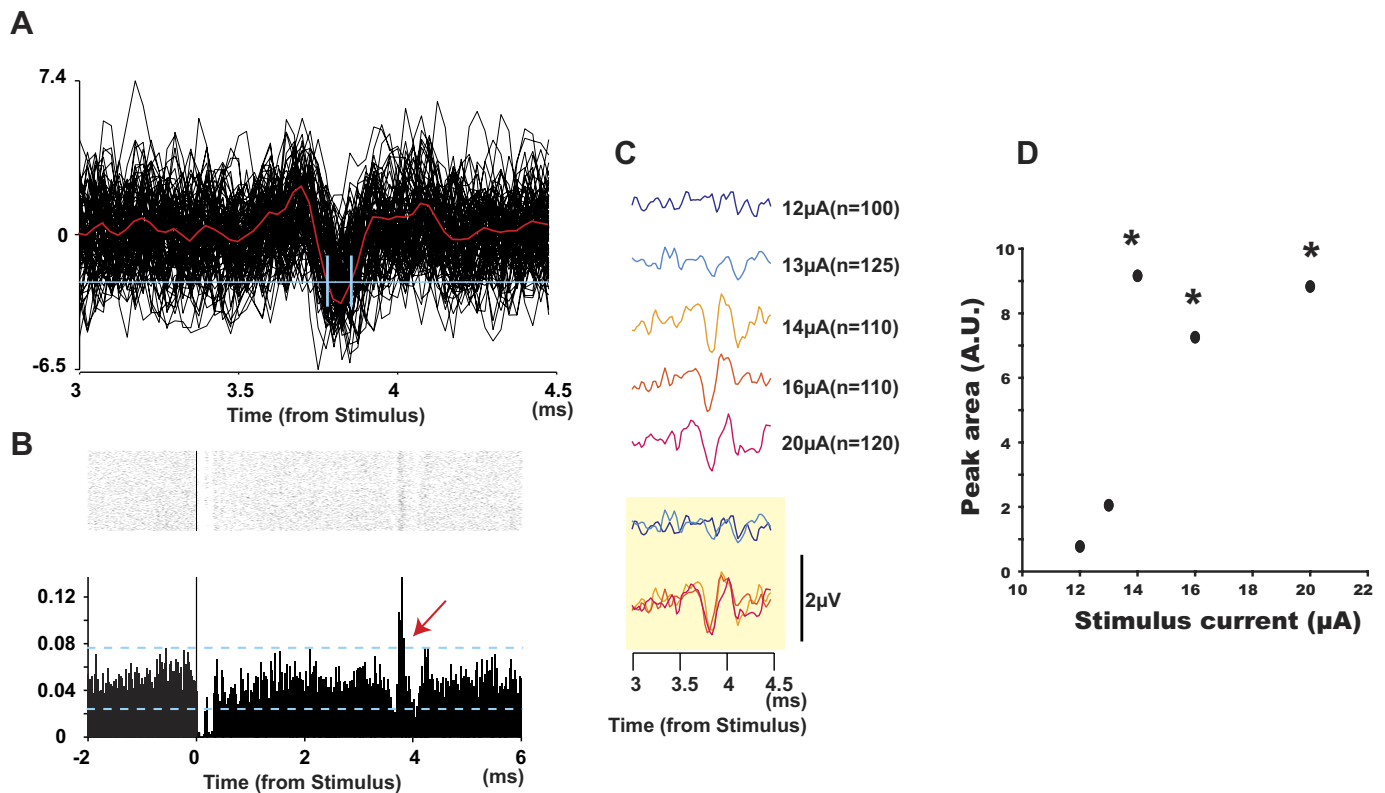 A
7.4
0
-6.5
3
3.5
4
4.5
Time (from Stimulus)
(ms)
B
0.12
0.08
0.04
0
-2
0
2
4
6
Time (from Stimulus)
(ms)
C
12µA(n=100)
13µA(n=125)
14µA(n=110)
16µA(n=110)
20µA(n=120)
2µV
3
3.5
4
4.5
(ms)
Time (from Stimulus)
D
*
*
*
10
9
8
7
6
10
4
2
0
10
12
14
16
18
20
22
Peak area (A.U.)
Stimulus current (µA)